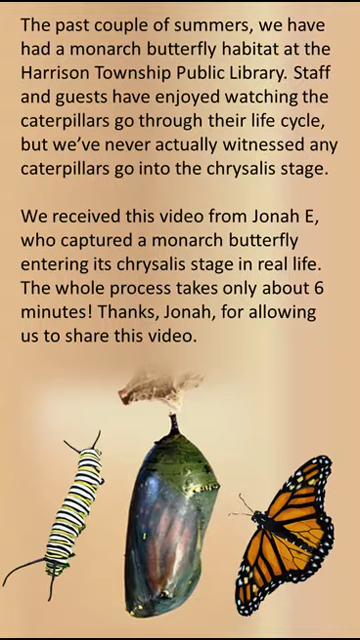 The past couple of summers, we have
had a monarch butterfly habitat at the
Harrison Township Public Library. Staff
and guests have enjoyed watching the
caterpillars go through their life cycle,
but we've never actually witnessed any
caterpillars go into the chrysalis stage.
We received this video from Jonah E,
who captured a monarch butterfly
entering its chrysalis stage in real life.
The whole process takes only about 6
minutes! Thanks, Jonah, for allowing
us to share this video.